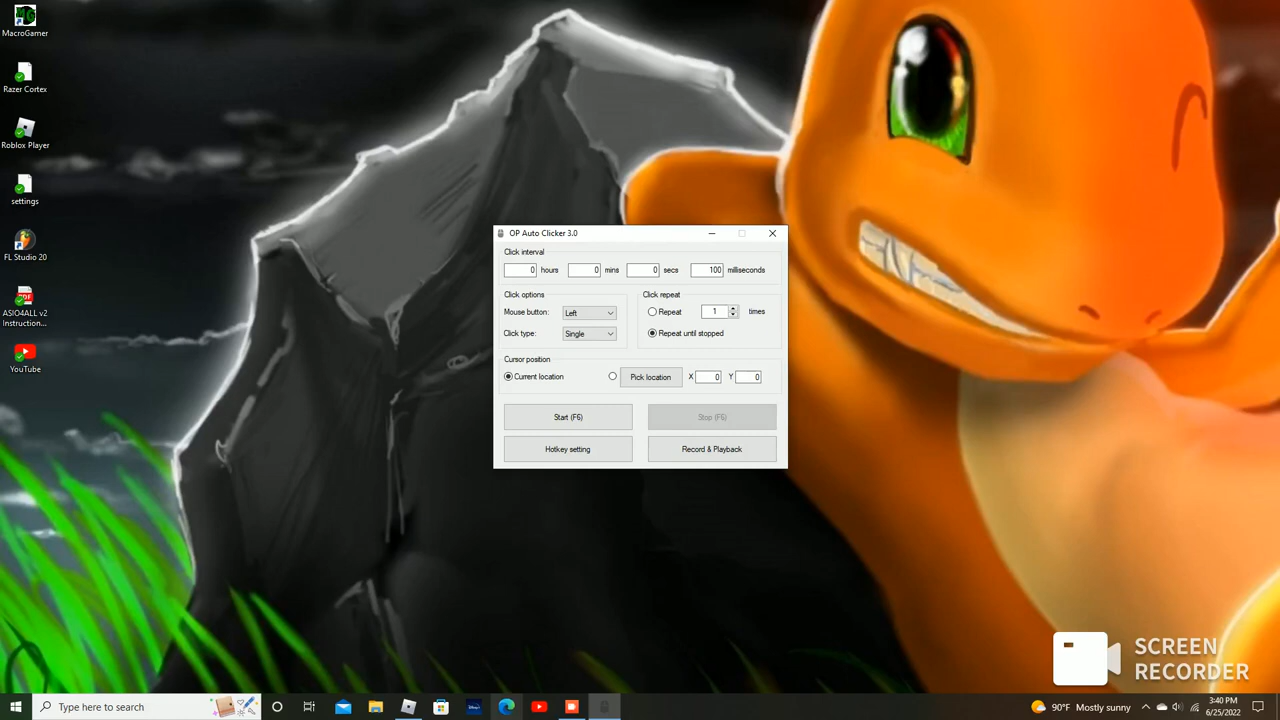 MacroGamer
Razer Cortex
Roblox Player
settings
FL Studio 20
ASIO4ALL v2
Instruction...
YouTube
OP Auto Clicker 3.0
Click interval
0 hours 0 mins 0 secs 100 milliseconds
Click options
Mouse button: Left
Click type: Single
Click repeat
Repeat 1 times
Repeat until stopped
Cursor position
Current location Pick location X 0 Y 0
Start (F6) Stop (F6)
Hotkey setting Record & Playback
SCREEN
RECORDER
Type here to search
90°F Mostly sunny
3:40 PM
6/25/2022